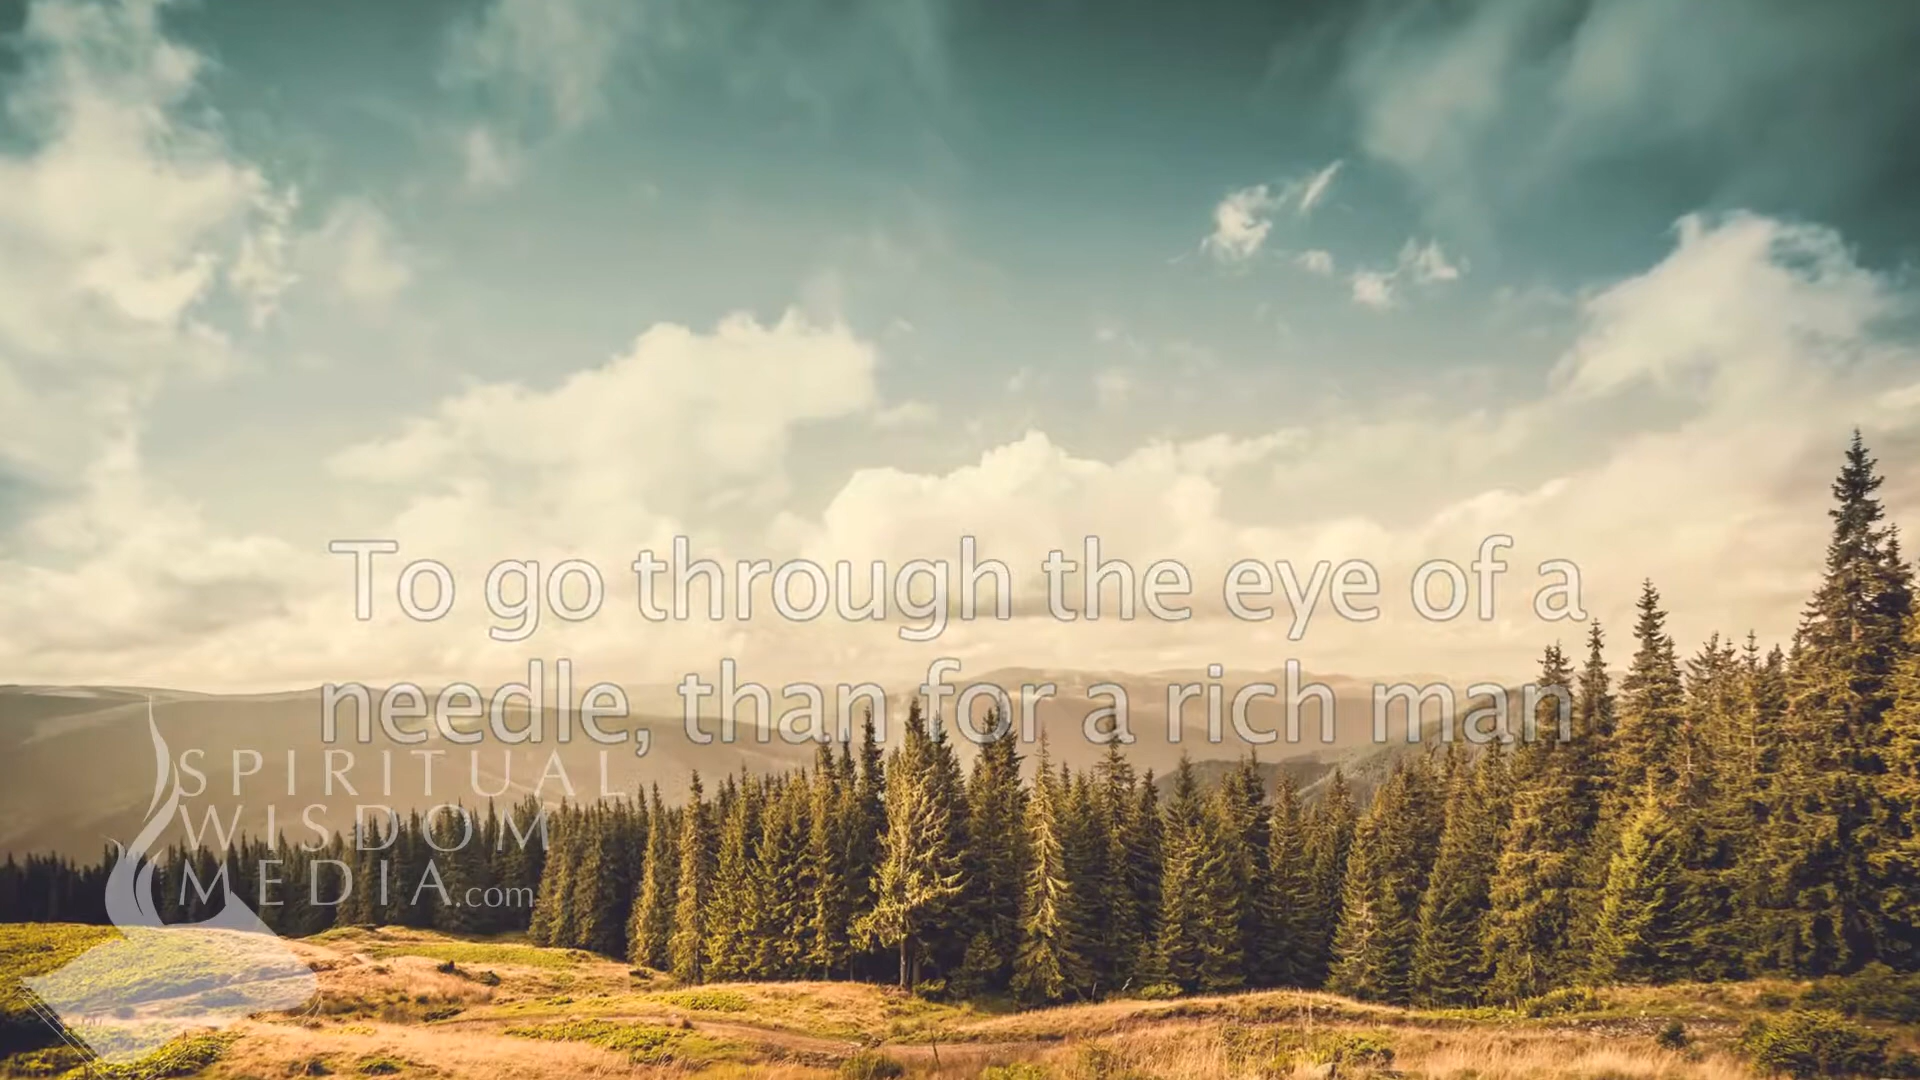 To go through the eye of a
needle, than for a rich man
SPIRITUAL
WISDOM
MEDIA.com